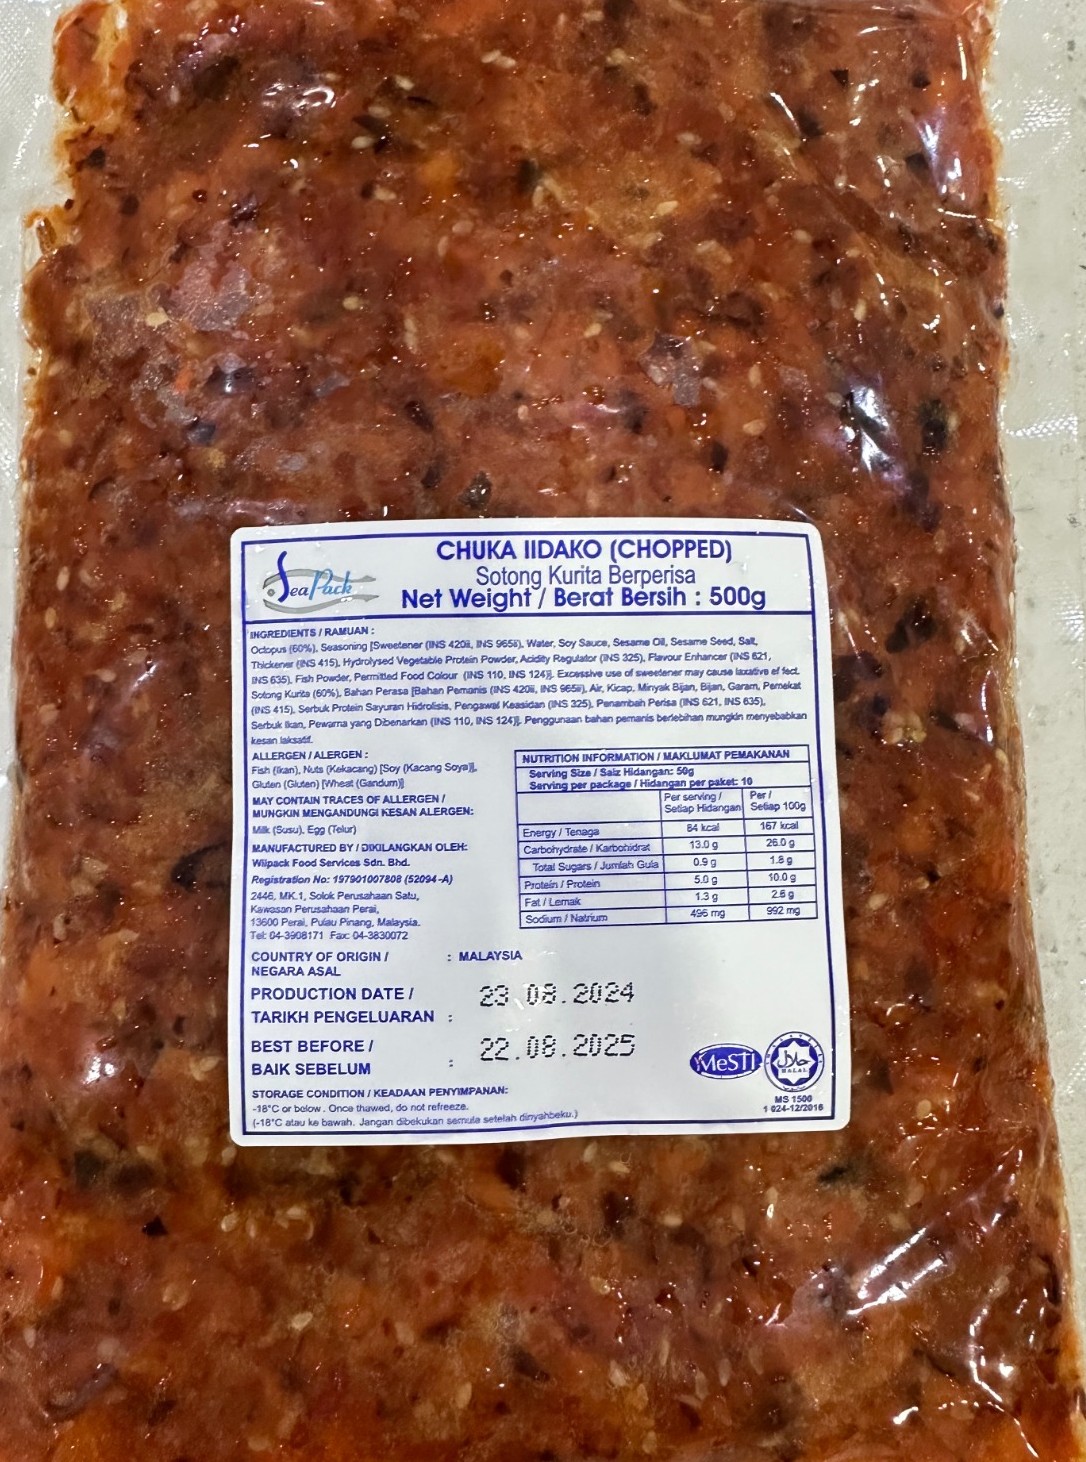 Sea Pack
CHUKA IIDAKO (CHOPPED)
Sotong Kurita Berperisa
Net Weight / Berat Bersih : 500g
INGREDIENTS / RAMUAN :
Octopus (60%), Seasoning [Sweetener (INS 420ii, INS 965ii), Water, Soy Sauce, Sesame Oil, Sesame Seed, Salt,
Thickener (INS 415), Hydrolysed Vegetable Protein Powder, Acidity Regulator (INS 325), Flavour Enhancer (INS 621,
INS 635), Fish Powder, Permitted Food Colour (INS 110, INS 124)]. Excessive use of sweetener may cause laxative ef fect.
Sotong Kurita (60%), Bahan Perasa [Bahan Pemanis (INS 420ii, INS 965ii), Air, Kicap, Minyak Bijan, Bijan, Garam, Pemekat
(INS 415), Serbuk Protein Sayuran Hidrolisis, Pengawal Keasidan (INS 325), Penambah Perisa (INS 621, INS 635),
Serbuk Ikan, Pewarna yang Dibenarkan (INS 110, INS 124)]. Penggunaan bahan pemanis berlebihan mungkin menyebabkan
kesan laksatif.
ALLERGEN / ALERGEN :
Fish (Ikan), Nuts (Kekacang) [Soy (Kacang Soya)],
Gluten (Gluten) [Wheat (Gandum)]
MAY CONTAIN TRACES OF ALLERGEN /
MUNGKIN MENGANDUNGI KESAN ALERGEN:
Milk (Susu), Egg (Telur)
MANUFACTURED BY / DIKILANGKAN OLEH:
Wiipack Food Services Sdn. Bhd.
Registration No: 197901007808 (52094-A)
2446, MK.1, Solok Perusahaan Satu,
Kawasan Perusahaan Perai,
13600 Perai, Pulau Pinang, Malaysia.
Tel: 04-3908171 Fax: 04-3830072
NUTRITION INFORMATION / MAKLUMAT PEMAKANAN
Serving Size / Saiz Hidangan: 50g
Serving per package / Hidangan per paket: 10
Per serving / Per /
Setiap Hidangan Setiap 100g
Energy / Tenaga 84 kcal 167 kcal
Carbohydrate / Karbohidrat 13.0 g 26.0 g
Total Sugars / Jumlah Gula 0.9 g 1.8 g
Protein / Protein 5.0 g 10.0 g
Fat / Lemak 1.3 g 2.6 g
Sodium / Natrium 496 mg 992 mg
COUNTRY OF ORIGIN / : MALAYSIA
NEGARA ASAL
PRODUCTION DATE / 23.08.2024
TARIKH PENGELUARAN :
BEST BEFORE / 22.08.2025
BAIK SEBELUM :
MeSTI
حلال
HALAL
MS 1500
1 024-12/2016
STORAGE CONDITION / KEADAAN PENYIMPANAN:
-18°C or below. Once thawed, do not refreeze.
(-18°C atau ke bawah. Jangan dibekukan semula setelah dinyahbeku.)